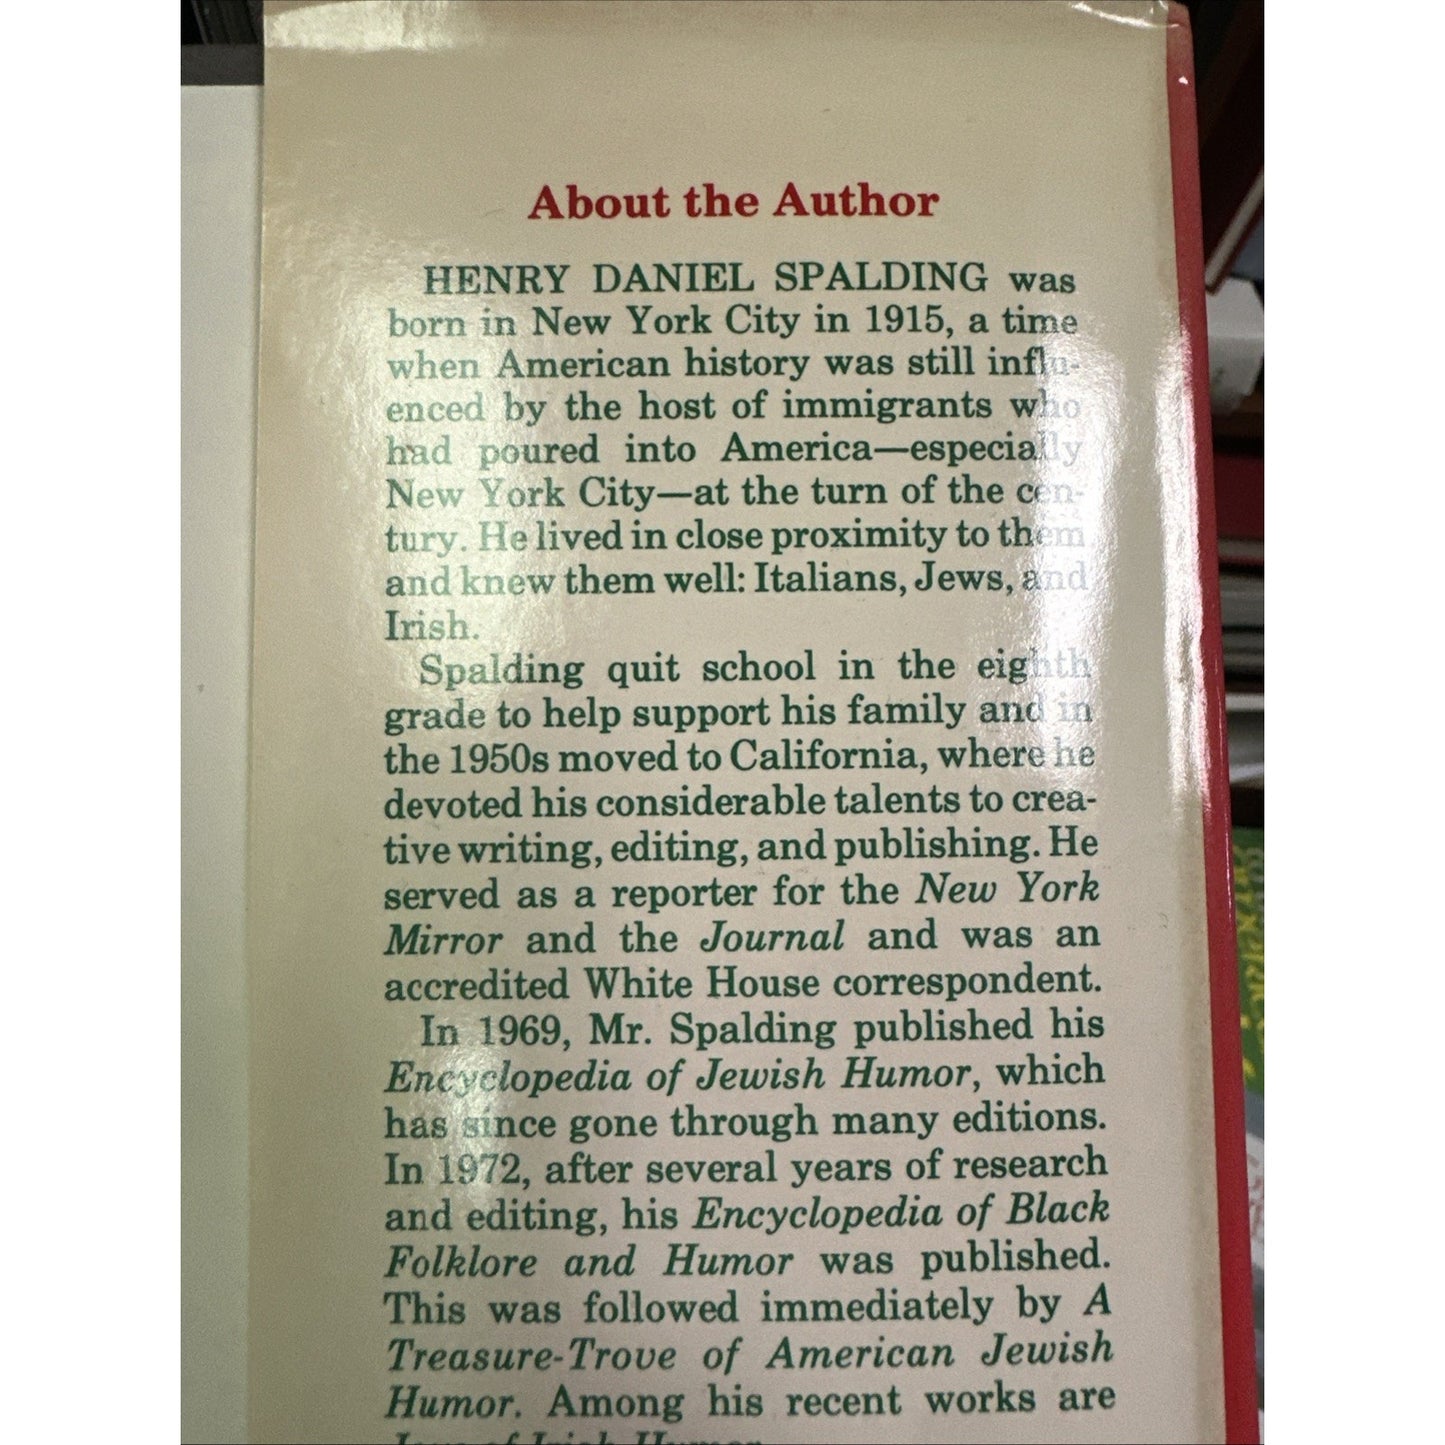 About the Author
HENRY DANIEL SPALDING was
born in New York City in 1915, a time
when American history was still influ-
enced by the host of immigrants who
had poured into America—especially
New York City—at the turn of the cen-
tury. He lived in close proximity to them
and knew them well: Italians, Jews, and
Irish.
Spalding quit school in the eighth
grade to help support his family and in
the 1950s moved to California, where he
devoted his considerable talents to crea-
tive writing, editing, and publishing. He
served as a reporter for the New York
Mirror and the Journal and was an
accredited White House correspondent.
In 1969, Mr. Spalding published his
Encyclopedia of Jewish Humor, which
has since gone through many editions.
In 1972, after several years of research
and editing, his Encyclopedia of Black
Folklore and Humor was published.
This was followed immediately by A
Treasure-Trove of American Jewish
Humor. Among his recent works are
of Irish Humor